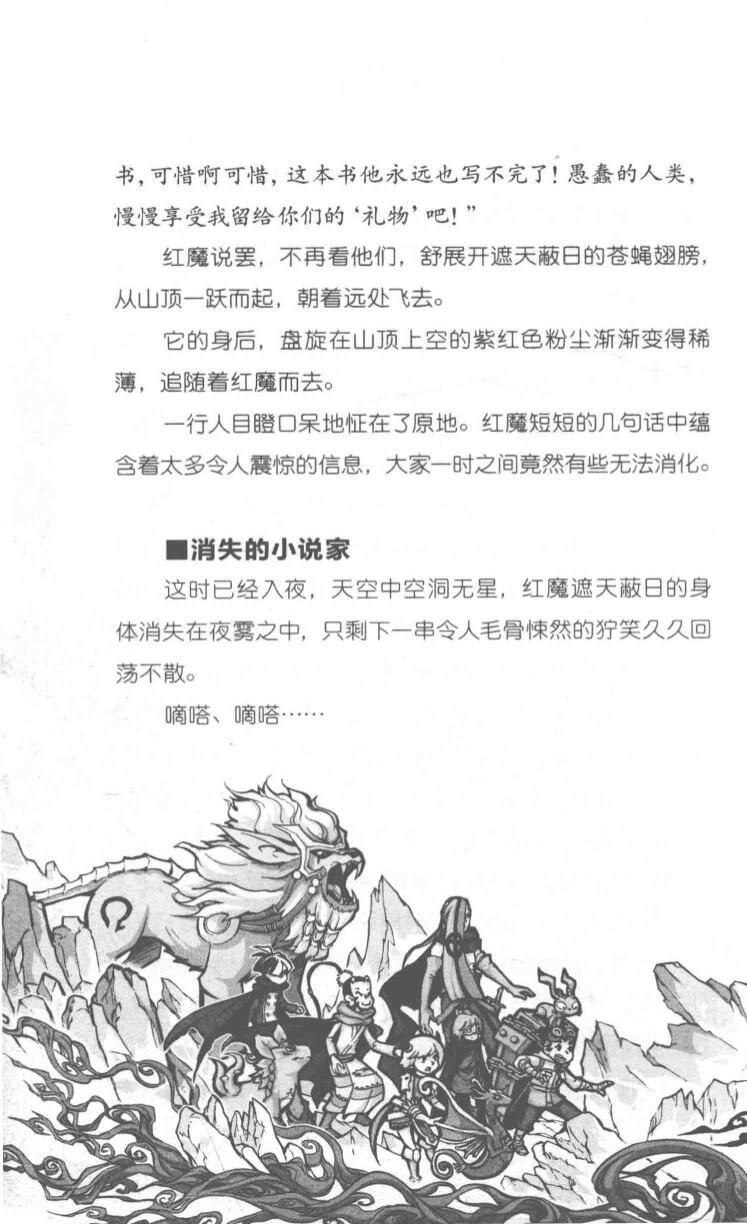 书，可惜啊可惜，这本书他永远也写不完了！愚蠢的人类，
慢慢享受我留给你们的‘礼物’吧！”
红魔说罢，不再看他们，舒展开遮天蔽日的苍蝇翅膀，
从山顶一跃而起，朝着远处飞去。
它的身后，盘旋在山顶上空的紫红色粉尘渐渐变得稀
薄，追随着红魔而去。
一行人目瞪口呆地怔在了原地。红魔短短的几句话中蕴
含着太多令人震惊的信息，大家一时之间竟然有些无法消化。
■消失的小说家
这时已经入夜，天空中空洞无星，红魔遮天蔽日的身
体消失在夜雾之中，只剩下一串令人毛骨悚然的狞笑久久回
荡不散。
嘀嗒、嘀嗒……